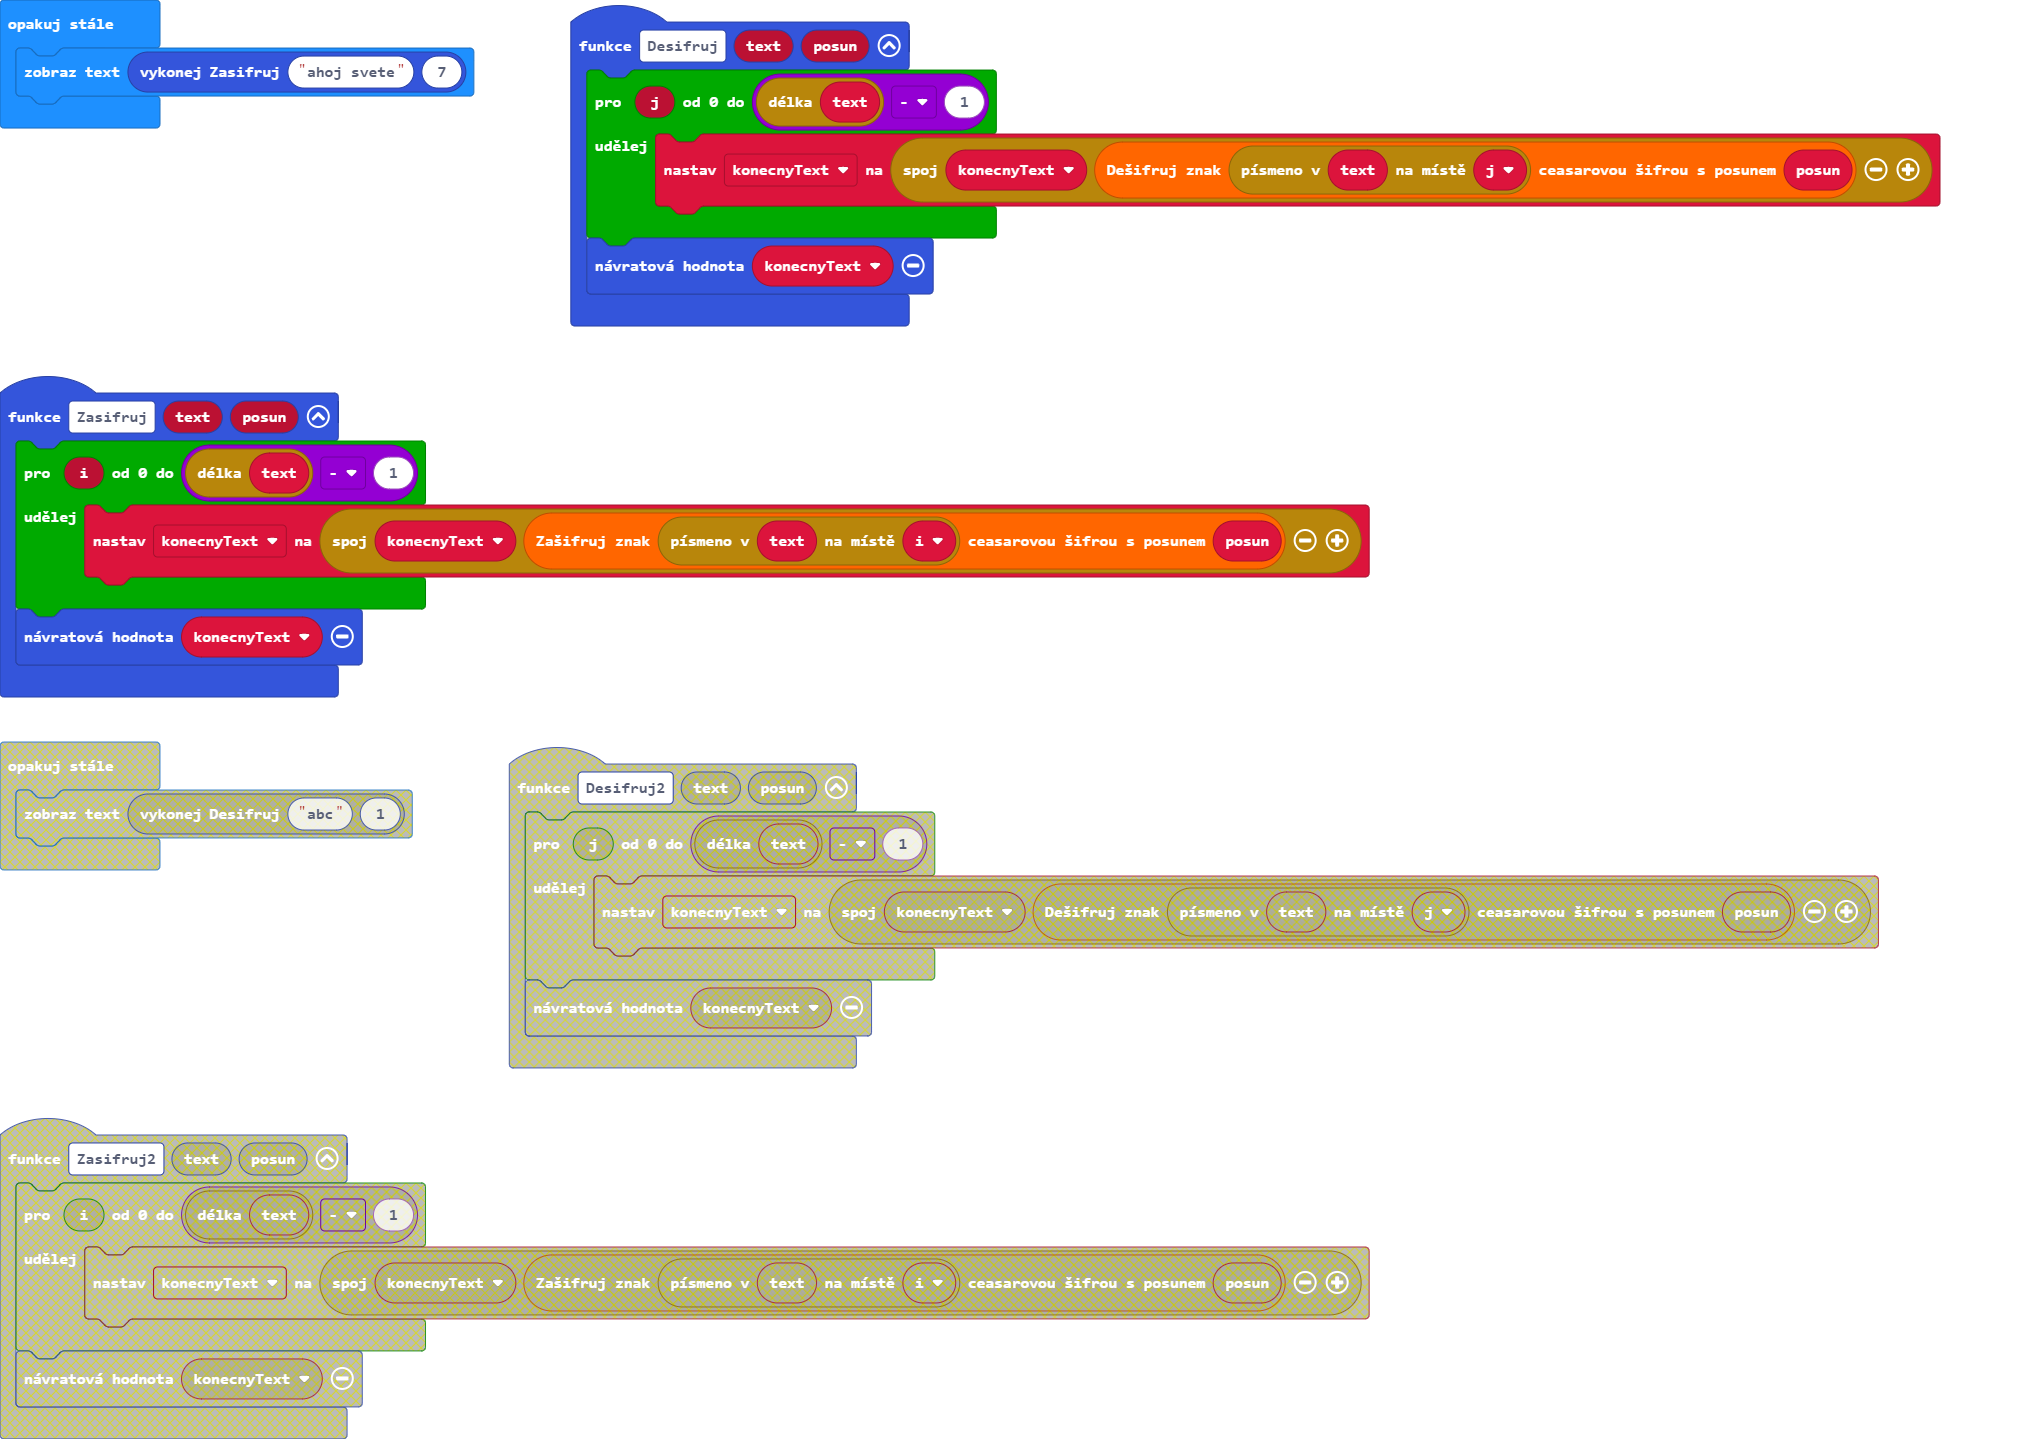 opakuj stále
zobraz text vykonej Zasifruj "ahoj svete" 7
funkce Desifruj text posun
pro j od 0 do délka text - 1
udělej
nastav konecnyText na spoj konecnyText Dešifruj znak písmeno v text na místě j ceasarovou šifrou s posunem posun
návratová hodnota konecnyText
funkce Zasifruj text posun
pro i od 0 do délka text - 1
udělej
nastav konecnyText na spoj konecnyText Zašifruj znak písmeno v text na místě i ceasarovou šifrou s posunem posun
návratová hodnota konecnyText
opakuj stále
zobraz text vykonej Desifruj "abc" 1
funkce Desifruj2 text posun
pro j od 0 do délka text - 1
udělej
nastav konecnyText na spoj konecnyText Dešifruj znak písmeno v text na místě j ceasarovou šifrou s posunem posun
návratová hodnota konecnyText
funkce Zasifruj2 text posun
pro i od 0 do délka text - 1
udělej
nastav konecnyText na spoj konecnyText Zašifruj znak písmeno v text na místě i ceasarovou šifrou s posunem posun
návratová hodnota konecnyText